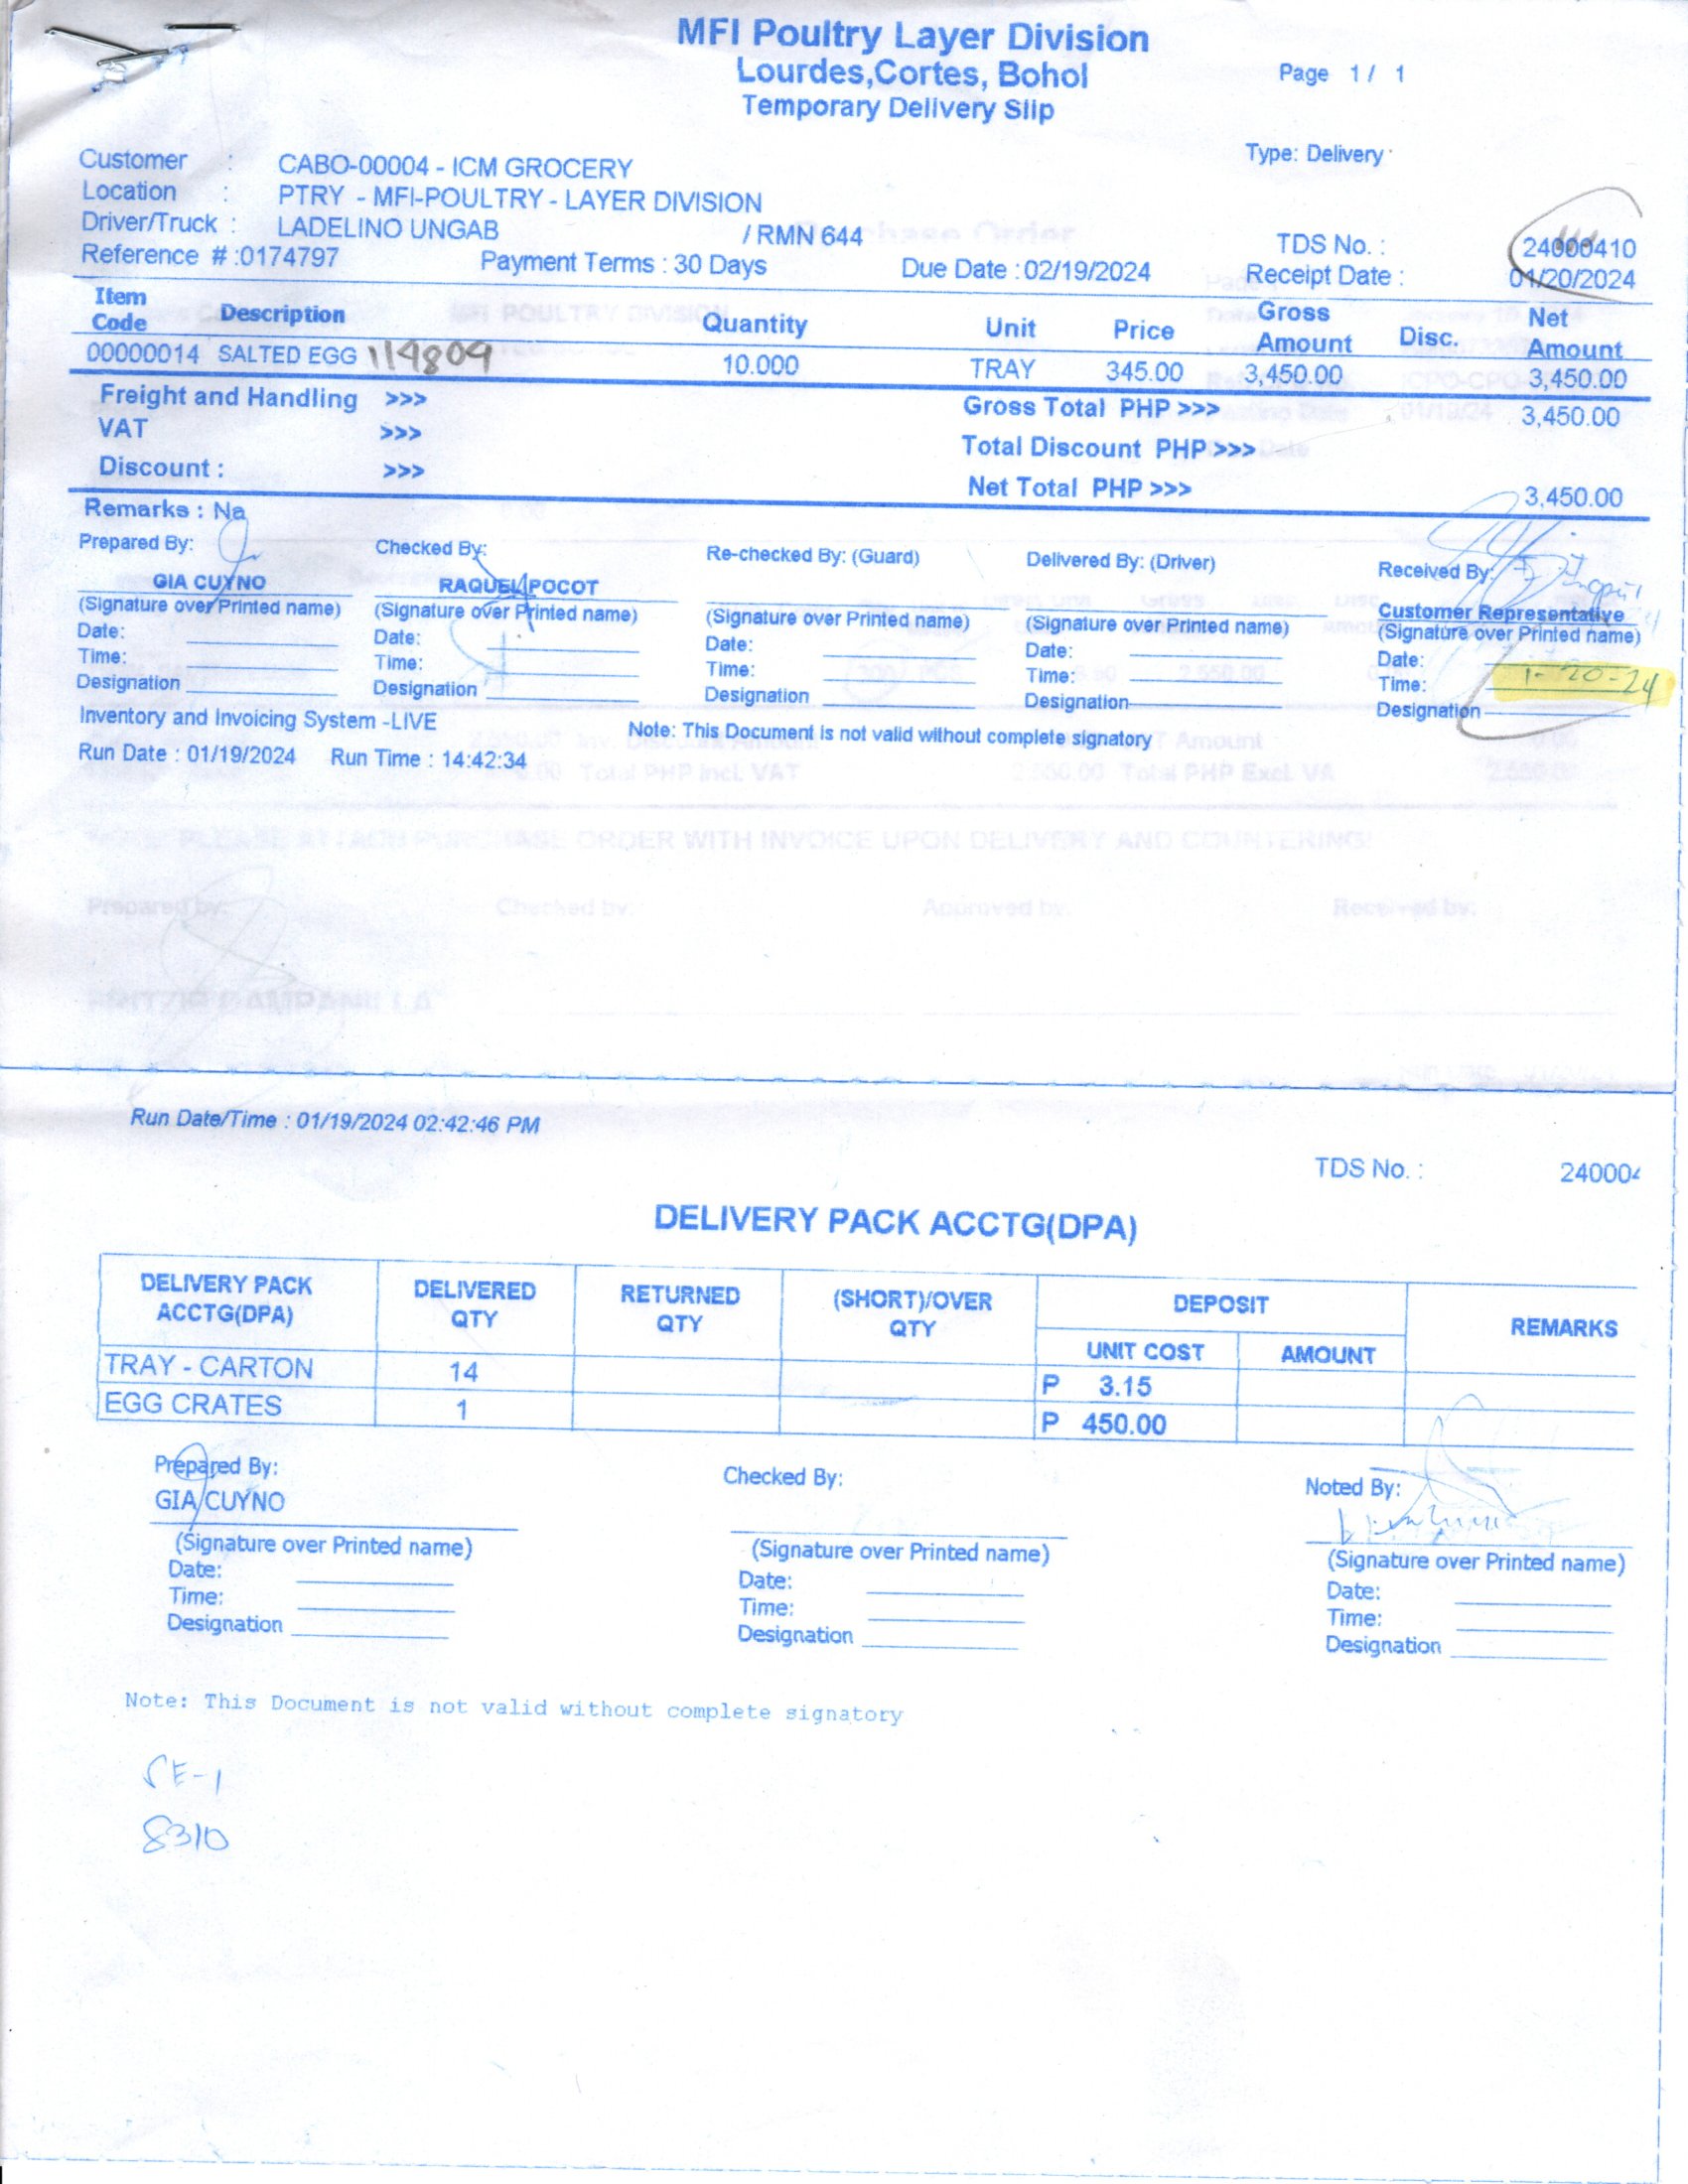 MFI Poultry Layer Division
Lourdes,Cortes, Bohol
Page 1 / 1
Temporary Delivery Slip
Type: Delivery
Customer : CABO-00004 - ICM GROCERY
Location : PTRY - MFI-POULTRY - LAYER DIVISION
Driver/Truck : LADELINO UNGAB / RMN 644
TDS No. : 24000410
Reference # :0174797 Payment Terms : 30 Days Due Date : 02/19/2024 Receipt Date : 01/20/2024
Item Code Description Quantity Unit Price Gross Amount Disc. Net Amount
00000014 SALTED EGG 114809 10.000 TRAY 345.00 3,450.00 3,450.00
Freight and Handling >>> Gross Total PHP >>> 3,450.00
VAT >>> Total Discount PHP>>>
Discount : >>> Net Total PHP >>> 3,450.00
Remarks : Na
Prepared By: Checked By: Re-checked By: (Guard) Delivered By: (Driver) Received By:
GIA CUYNO RAQUEL POCOT Customer Representative
(Signature over Printed name) (Signature over Printed name) (Signature over Printed name) (Signature over Printed name) (Signature over Printed name)
Date: Date: Date: Date: Date:
Time: Time: Time: Time: Time: 1-20-24
Designation Designation Designation Designation Designation
Inventory and Invoicing System -LIVE Note: This Document is not valid without complete signatory
Run Date : 01/19/2024 Run Time : 14:42:34
Run Date/Time : 01/19/2024 02:42:46 PM
TDS No. : 24000
DELIVERY PACK ACCTG(DPA)
DELIVERY PACK ACCTG(DPA) DELIVERED QTY RETURNED QTY (SHORT)/OVER QTY DEPOSIT REMARKS
UNIT COST AMOUNT
TRAY - CARTON 14 P 3.15
EGG CRATES 1 P 450.00
Prepared By: Checked By: Noted By:
GIA CUYNO
(Signature over Printed name) (Signature over Printed name) (Signature over Printed name)
Date: Date: Date:
Time: Time: Time:
Designation Designation Designation
Note: This Document is not valid without complete signatory
SE-1
8310